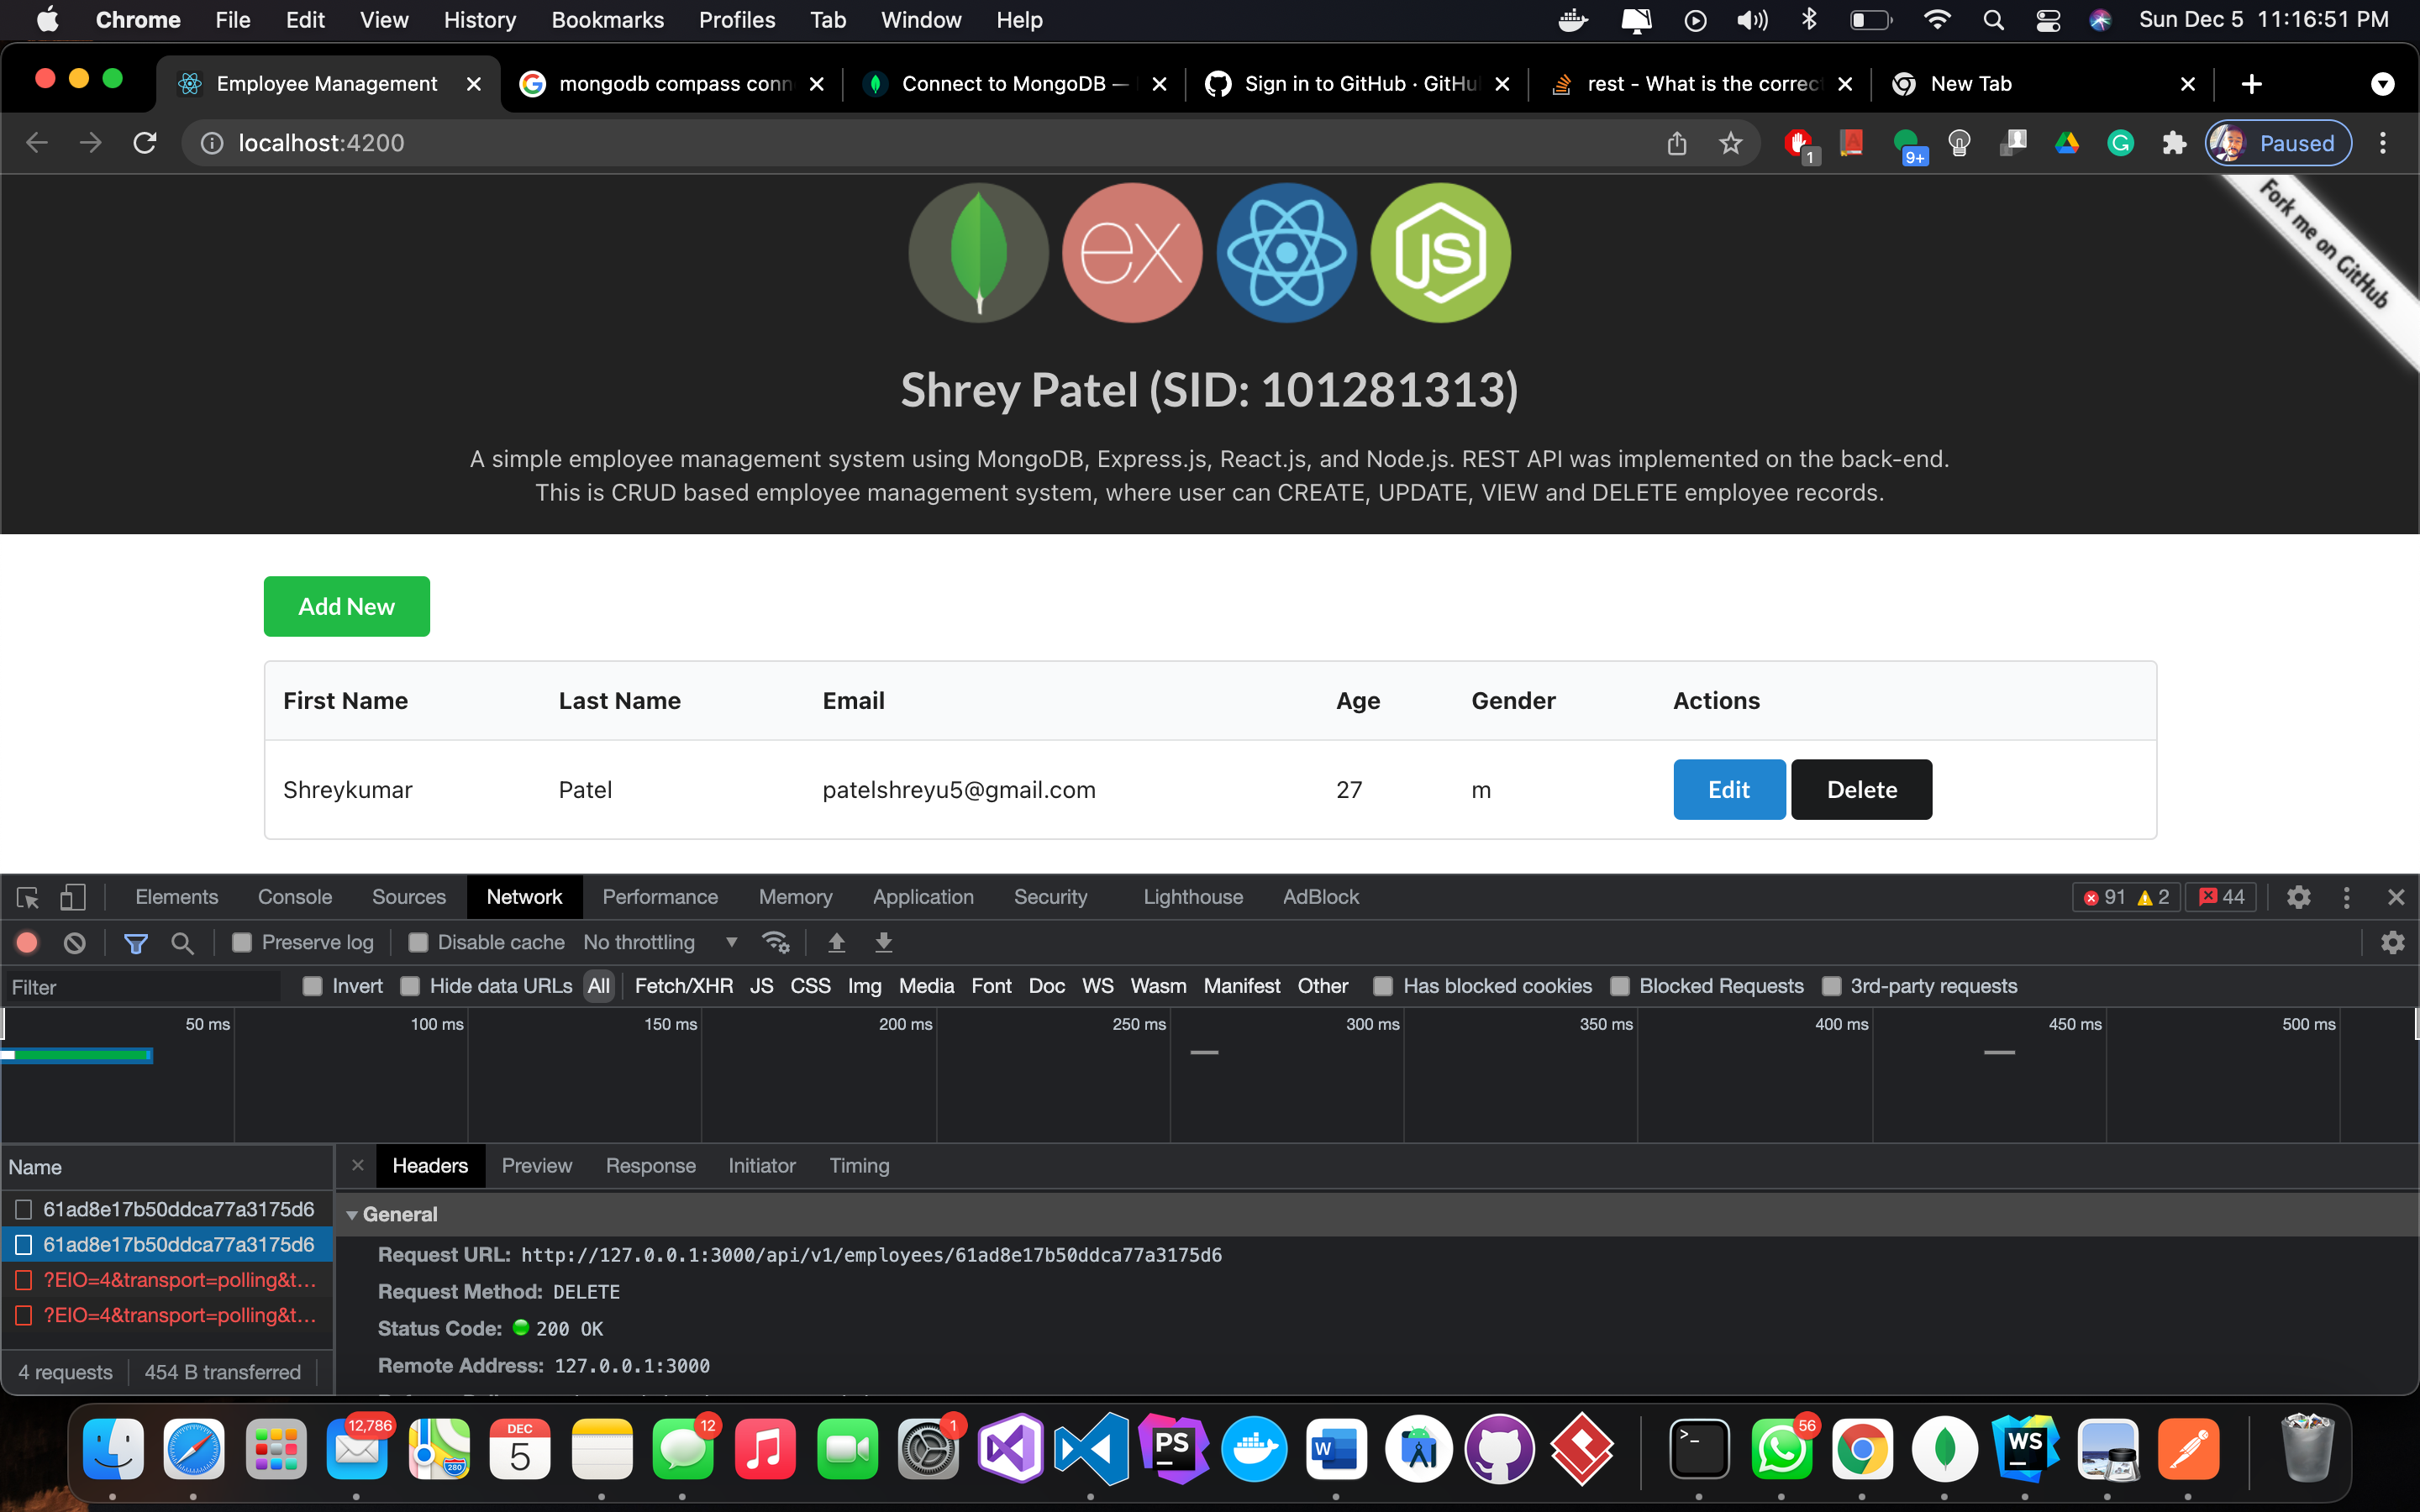 Chrome File Edit View History Bookmarks Profiles Tab Window Help Sun Dec 5 11:16:51 PM
Employee Management mongodb compass conn Connect to MongoDB — Sign in to GitHub · GitHu rest - What is the correc New Tab
localhost:4200 1 9+ Paused
ex JS
Fork me on GitHub
Shrey Patel (SID: 101281313)
A simple employee management system using MongoDB, Express.js, React.js, and Node.js. REST API was implemented on the back-end.
This is CRUD based employee management system, where user can CREATE, UPDATE, VIEW and DELETE employee records.
Add New
First Name Last Name Email Age Gender Actions
Shreykumar Patel patelshreyu5@gmail.com 27 m Edit Delete
Elements Console Sources Network Performance Memory Application Security Lighthouse AdBlock 91 2 44
Preserve log Disable cache No throttling
Filter Invert Hide data URLs All Fetch/XHR JS CSS Img Media Font Doc WS Wasm Manifest Other Has blocked cookies Blocked Requests 3rd-party requests
50 ms 100 ms 150 ms 200 ms 250 ms 300 ms 350 ms 400 ms 450 ms 500 ms
Name Headers Preview Response Initiator Timing
61ad8e17b50ddca77a3175d6
61ad8e17b50ddca77a3175d6
?EIO=4&transport=polling&t...
?EIO=4&transport=polling&t...
General
Request URL: http://127.0.0.1:3000/api/v1/employees/61ad8e17b50ddca77a3175d6
Request Method: DELETE
Status Code: 200 OK
Remote Address: 127.0.0.1:3000
4 requests 454 B transferred
12,786 280 DEC 5 12 1 PS W >_ 56 WS